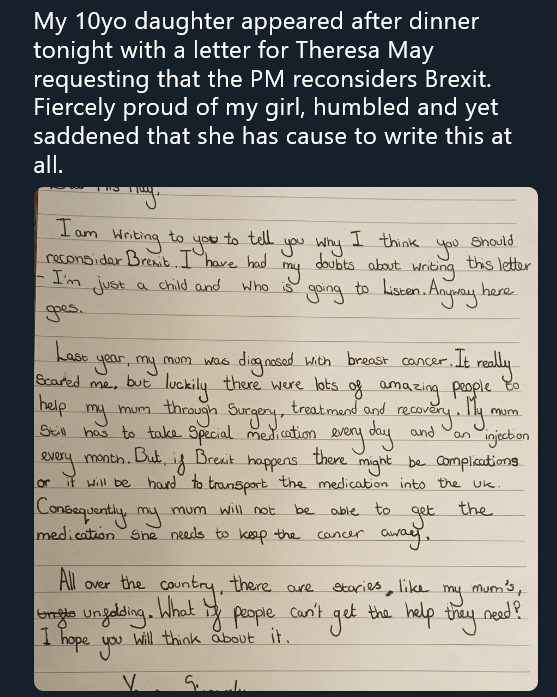 My 10yo daughter appeared after dinner
tonight with a letter for Theresa May
requesting that the PM reconsiders Brexit.
Fiercely proud of my girl, humbled and yet
saddened that she has cause to write this at
all.
May,
I am writing to you to tell you why I think you should
reconsidar Brexit. I have had my doubts about writing this letter
- I'm just a child and who is going to listen. Anyway here
goes.
Last year, my mom was diagnosed with breast cancer. It really
scared me, but luckily there were lots of amazing people to
help my mum through surgery, treatmend and recovery. My mum
still has to take special medication every day and an injection
every month. But, if Brexit happens there might be complications
or it will be hard to transport the medication into the uk.
Consequently my mum will not be able to get the
medication she needs to keep the cancer away.
All over the country, there are stories, like my mum's,
ungolding. What if people can't get the help they need?
I hope you will think about it.